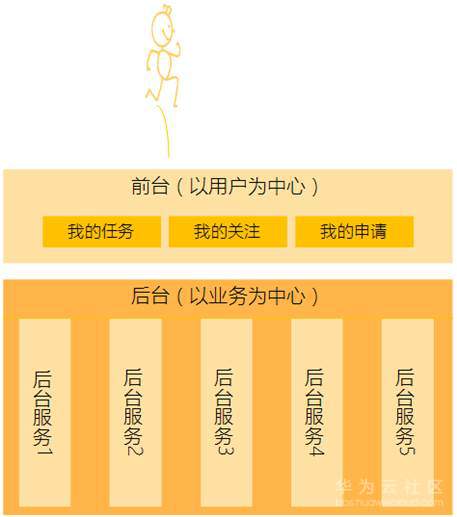 前台（以用户为中心）
我的任务
我的关注
我的申请
后台（以业务为中心）
后台服务1
后台服务2
后台服务3
后台服务4
后台服务5
华为云社区
bbs.huaweicloud.com